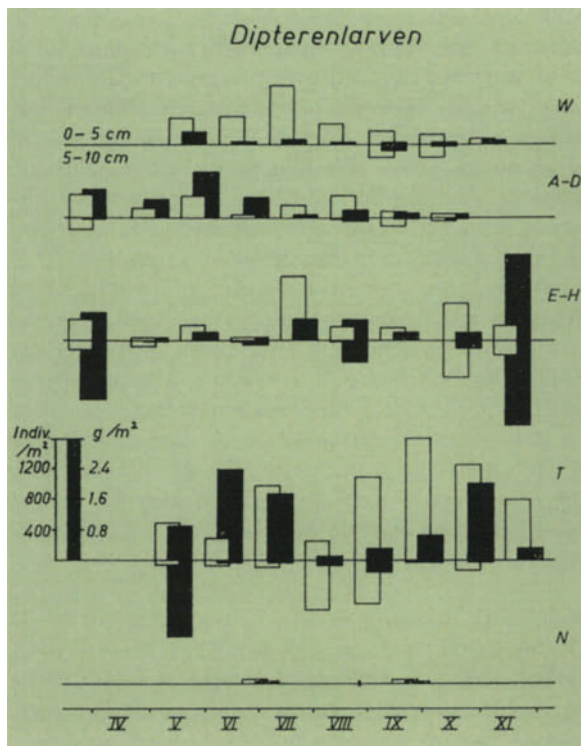 Dipterenlarven
W
0-5 cm
5-10 cm
A-D
E-H
Indiv. g/m²
/m²
T
1200 2.4
800 1.6
400 0.8
N
IV V VI VII VIII IX X XI